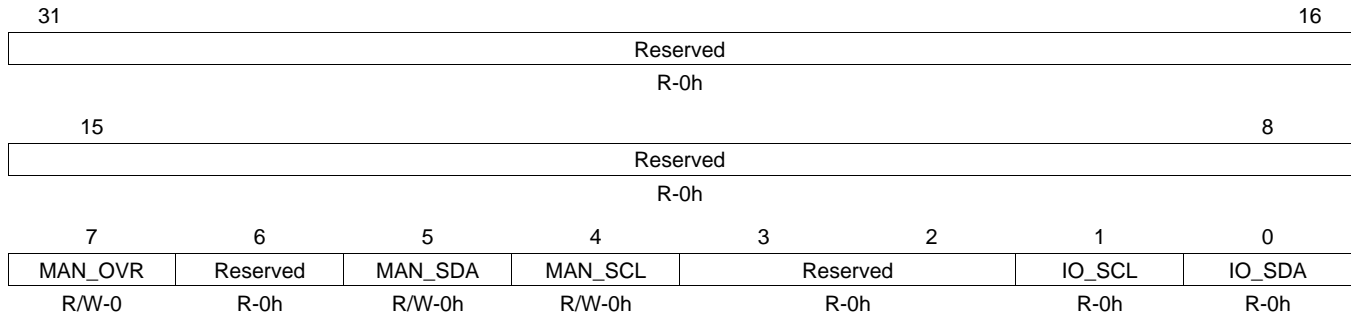 31 16
Reserved
R-0h
15 8
Reserved
R-0h
7 6 5 4 3 2 1 0
MAN_OVR Reserved MAN_SDA MAN_SCL Reserved IO_SCL IO_SDA
R/W-0 R-0h R/W-0h R/W-0h R-0h R-0h R-0h